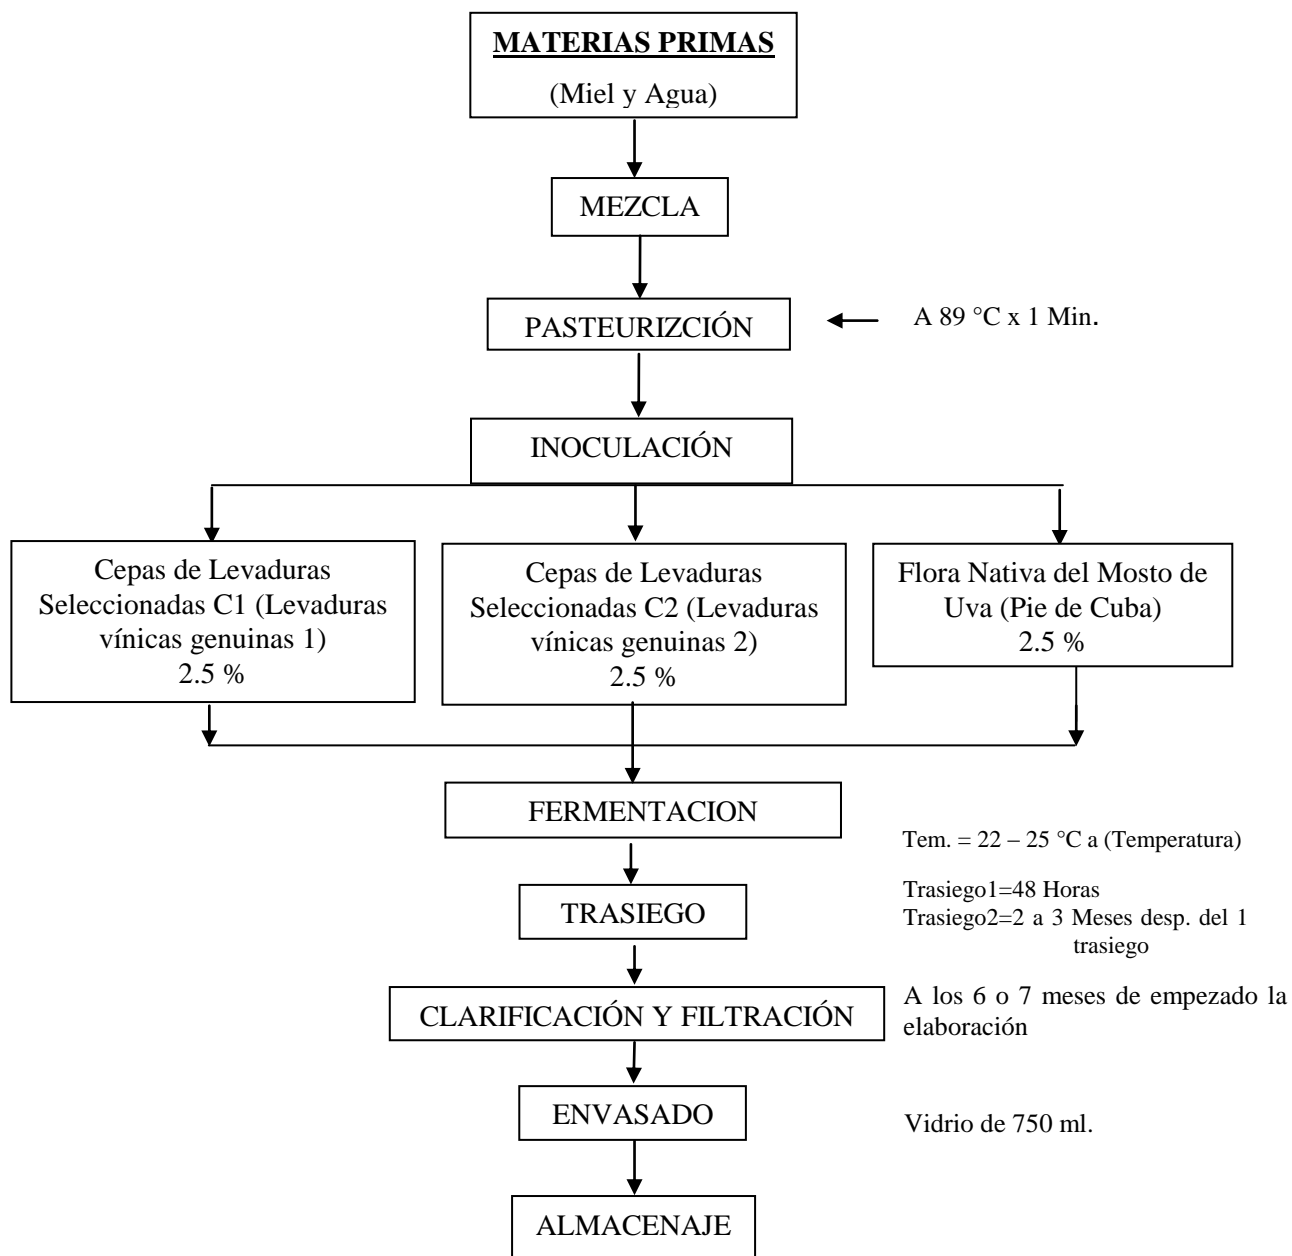 MATERIAS PRIMAS
(Miel y Agua)
MEZCLA
PASTEURIZCIÓN
A 89 °C x 1 Min.
INOCULACIÓN
Cepas de Levaduras
Seleccionadas C1 (Levaduras
vínicas genuinas 1)
2.5 %
Cepas de Levaduras
Seleccionadas C2 (Levaduras
vínicas genuinas 2)
2.5 %
Flora Nativa del Mosto de
Uva (Pie de Cuba)
2.5 %
FERMENTACION
Tem. = 22 – 25 °C a (Temperatura)
TRASIEGO
Trasiego1=48 Horas
Trasiego2=2 a 3 Meses desp. del 1
trasiego
CLARIFICACIÓN Y FILTRACIÓN
A los 6 o 7 meses de empezado la
elaboración
ENVASADO
Vidrio de 750 ml.
ALMACENAJE